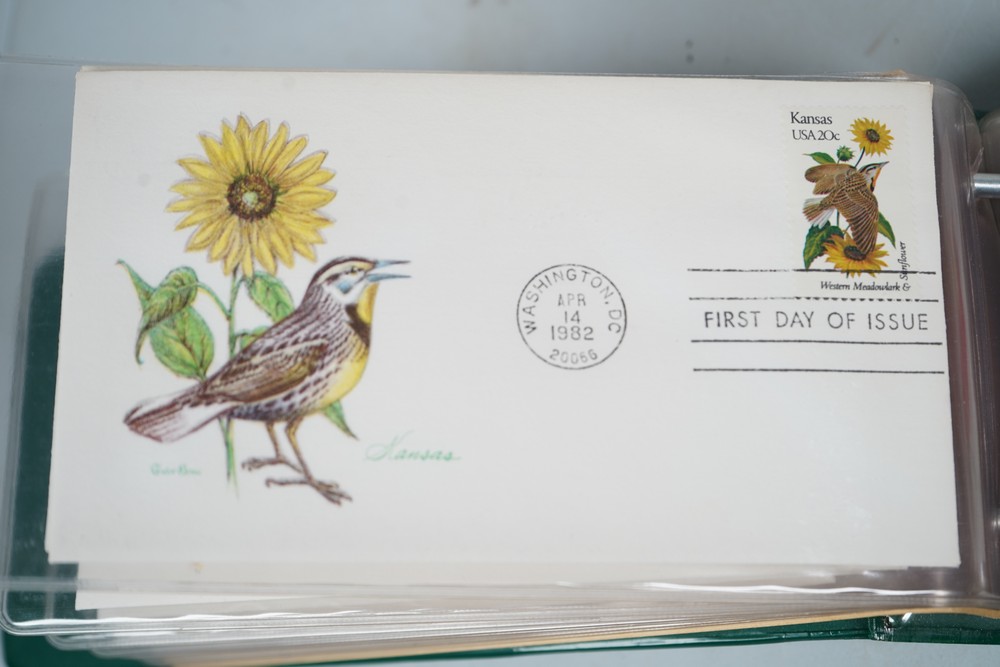 Kansas
USA 20c
Western Meadowlark &
Sunflower
WASHINGTON, DC
APR
14
1982
20066
FIRST DAY OF ISSUE
Kansas